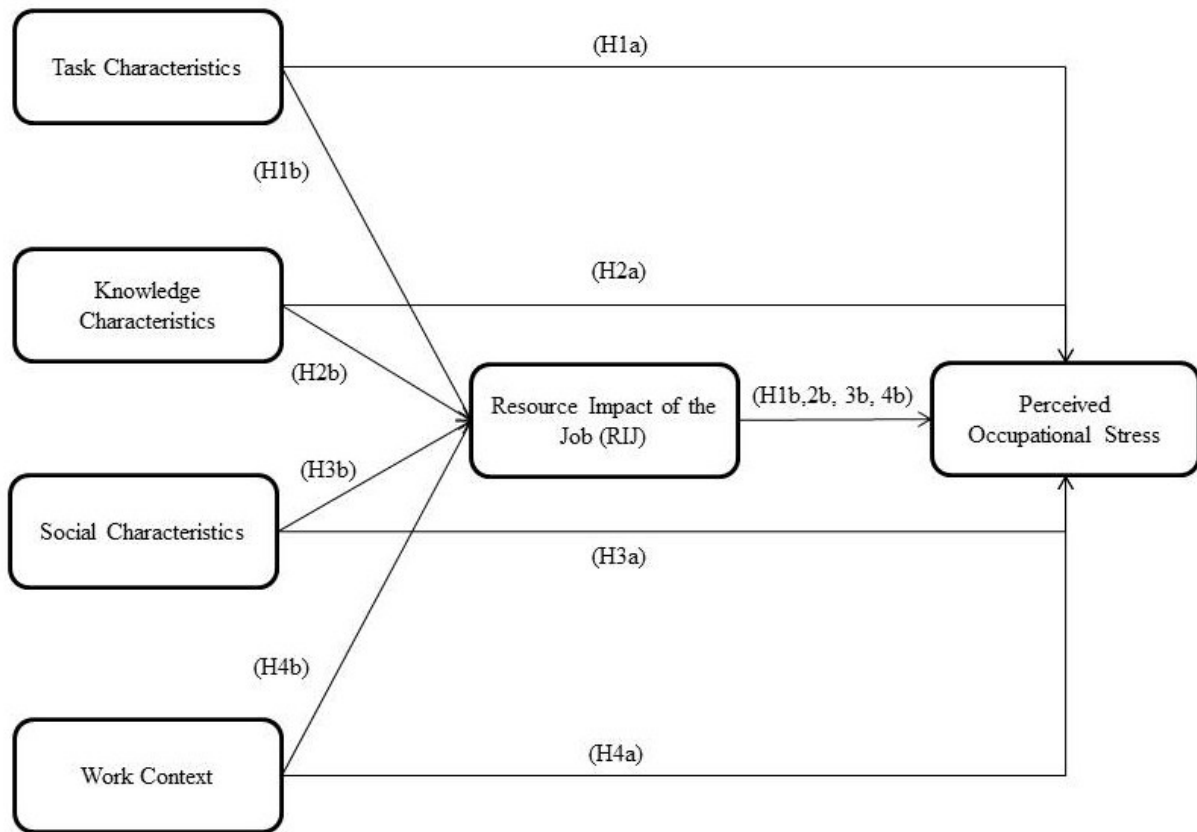 Task Characteristics
(H1a)
(H1b)
Knowledge
Characteristics
(H2a)
(H2b)
Resource Impact of the
Job (RIJ)
(H1b,2b, 3b, 4b)
Perceived
Occupational Stress
(H3b)
Social Characteristics
(H3a)
(H4b)
Work Context
(H4a)